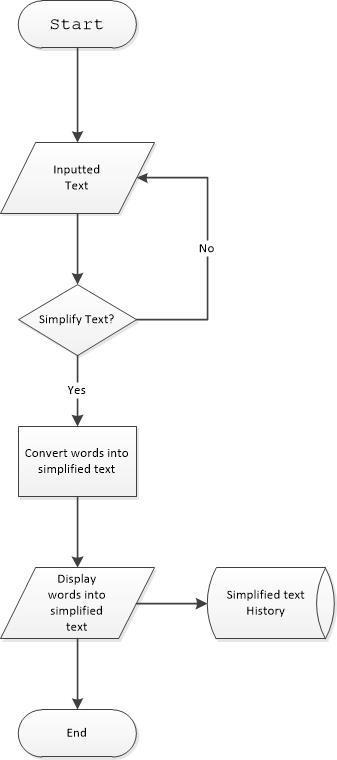 Start
Inputted
Text
No
Simplify Text?
Yes
Convert words into
simplified text
Display
words into
simplified
text
Simplified text
History
End